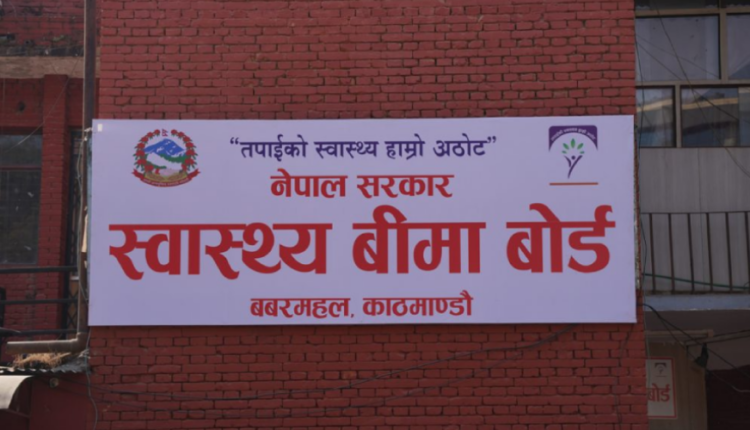 “तपाईको स्वास्थ्य हाम्रो अठोट”
नेपाल सरकार
स्वास्थ्य बीमा बोर्ड
बबरमहल, काठमाण्डौ
बोर्ड